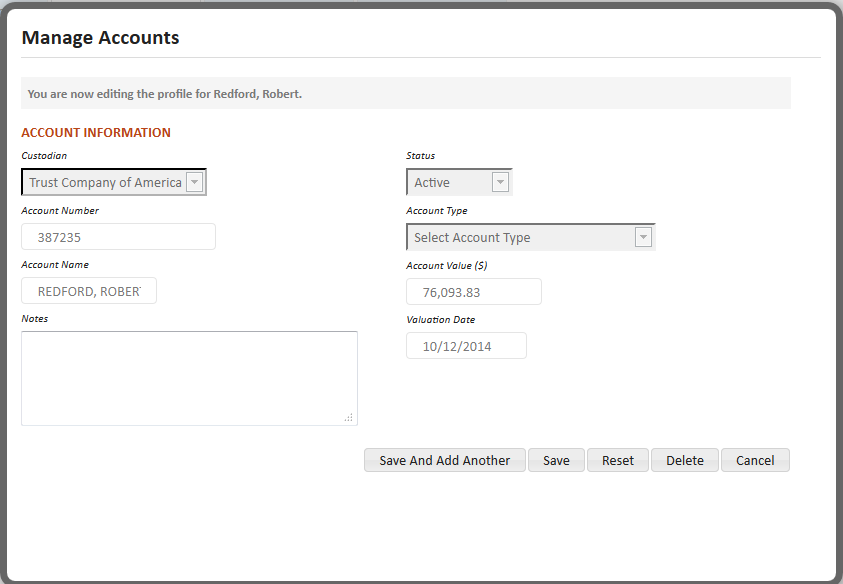 Manage Accounts
You are now editing the profile for Redford, Robert.
ACCOUNT INFORMATION
Custodian
Trust Company of America
Account Number
387235
Account Name
REDFORD, ROBER
Notes
Status
Active
Account Type
Select Account Type
Account Value ($)
76,093.83
Valuation Date
10/12/2014
Save And Add Another Save Reset Delete Cancel